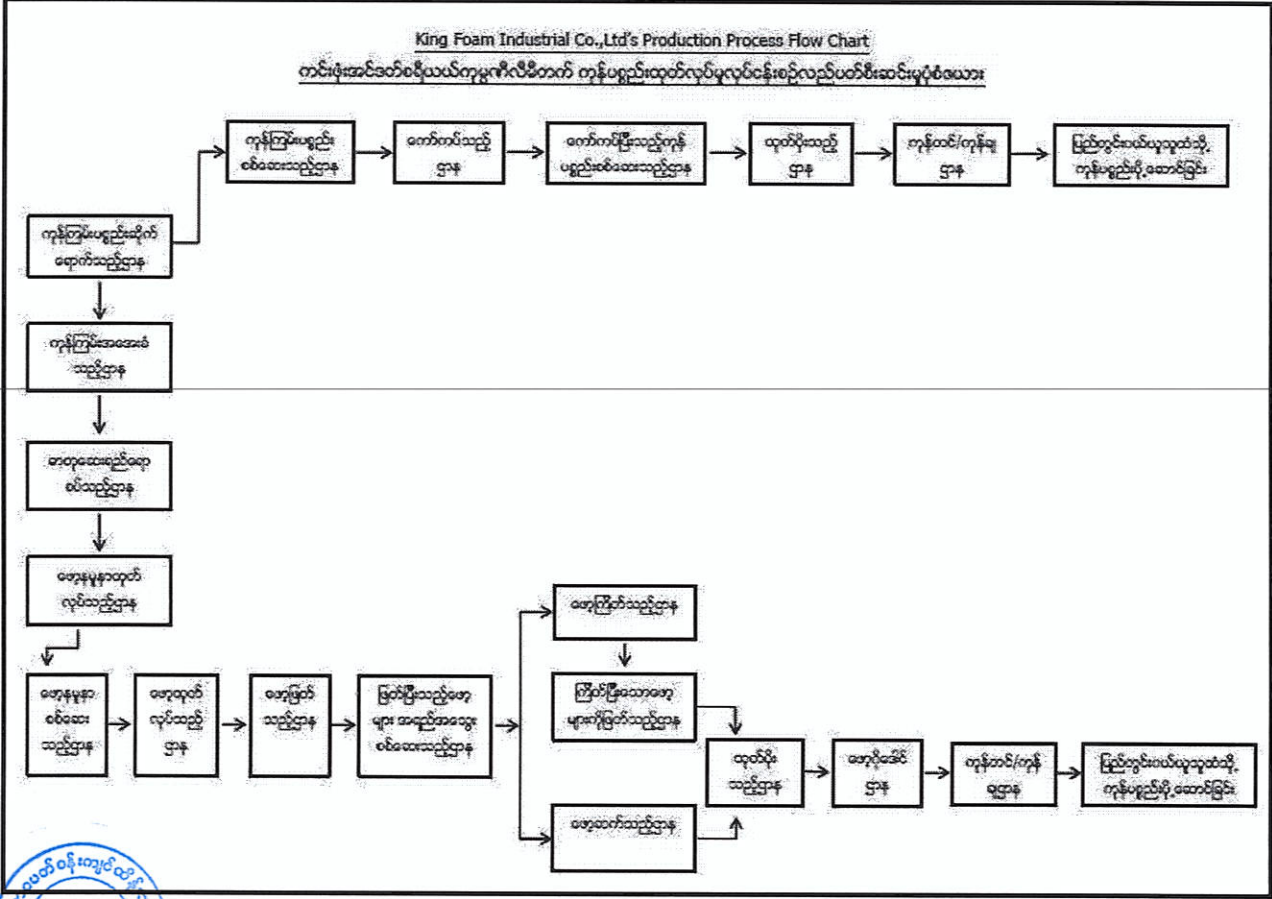 King Foam Industrial Co.,Ltd's Production Process Flow Chart
ကင်းဖုံးအင်ဒတ်စရီယယ်ကုမ္ပဏီလီမိတက် ကုန်ပစ္စည်းထုတ်လုပ်မှုလုပ်ငန်းစဉ်လည်ပတ်စီးဆင်းမှုပုံစံဇယား
ကုန်ကြမ်းပစ္စည်း
စစ်ဆေးသည့်ဌာန
ကော်ကပ်သည့်
ဌာန
ကော်ကပ်ပြီးသည့်ကုန်
ပစ္စည်းစစ်ဆေးသည့်ဌာန
ထုတ်ပိုးသည့်
ဌာန
ကုန်တင်/ကုန်ချ
ဌာန
ပြည်တွင်းဝယ်ယူသူထံသို့
ကုန်ပစ္စည်းပို့ဆောင်ခြင်း
ကုန်ကြမ်းပစ္စည်းဆိုက်
ရောက်သည့်ဌာန
ကုန်ကြမ်းအအေးခံ
သည့်ဌာန
ဓာတုဆေးရည်ရော
စပ်သည့်ဌာန
ဖော့နမူနာထုတ်
လုပ်သည့်ဌာန
ဖော့နမူနာ
စစ်ဆေး
သည့်ဌာန
ဖော့ထုတ်
လုပ်သည့်
ဌာန
ဖော့ဖြတ်
သည့်ဌာန
ဖြတ်ပြီးသည့်ဖော့
များ အရည်အသွေး
စစ်ဆေးသည့်ဌာန
ဖော့ကြိတ်သည့်ဌာန
ကြိတ်ပြီးသောဖော့
များကိုဖြတ်သည့်ဌာန
ဖော့ဆက်သည့်ဌာန
ထုတ်ပိုး
သည့်ဌာန
ဖော့ဂိုဒေါင်
ဌာန
ကုန်တင်/ကုန်
ချဌာန
ပြည်တွင်းဝယ်ယူသူထံသို့
ကုန်ပစ္စည်းပို့ဆောင်ခြင်း